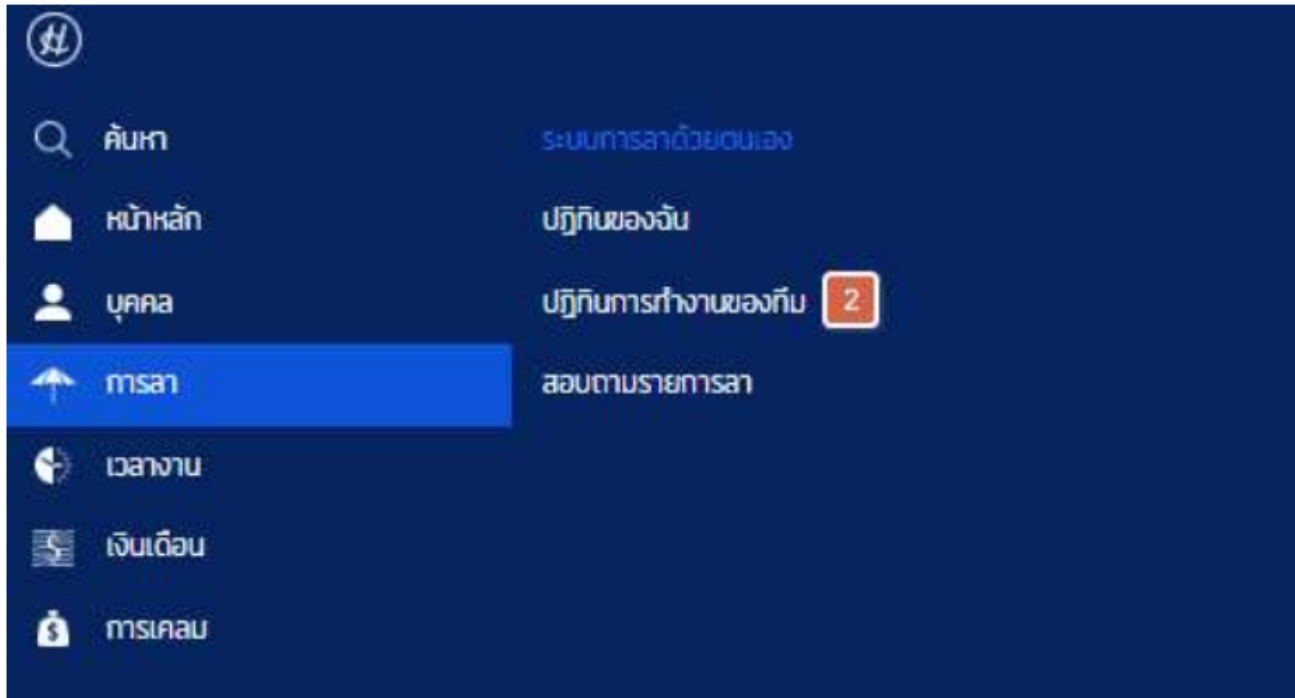 ค้นหา
หน้าหลัก
บุคคล
การลา
เวลางาน
เงินเดือน
การเคลม
ระบบการลาด้วยตนเอง
ปฏิทินของฉัน
ปฏิทินการทำงานของทีม 2
สอบถามรายการลา